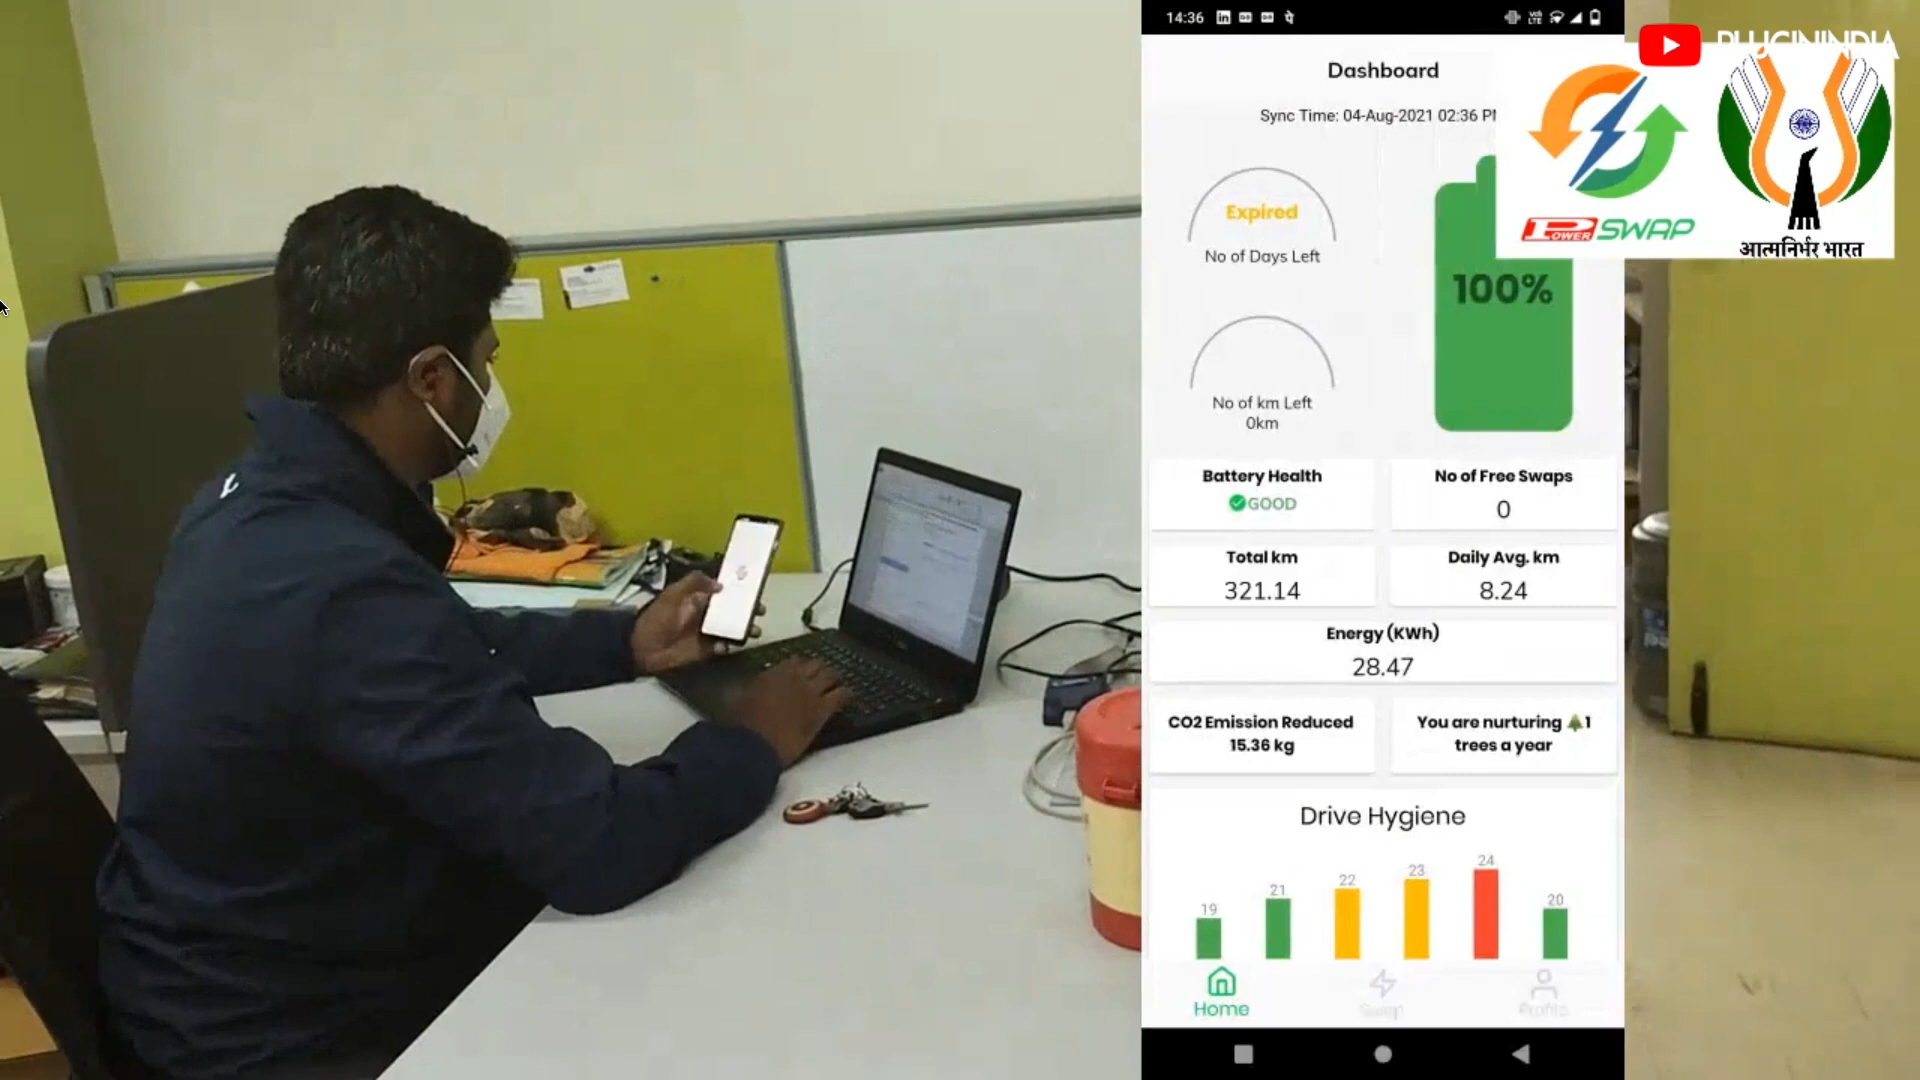 14:36
PLUGININDIA
POWER SWAP
आत्मनिर्भर भारत
Dashboard
Sync Time: 04-Aug-2021 02:36
Expired
No of Days Left
100%
No of km Left
0km
Battery Health
GOOD
No of Free Swaps
0
Total km
321.14
Daily Avg. km
8.24
Energy (KWh)
28.47
CO2 Emission Reduced
15.36 kg
You are nurturing 1
trees a year
Drive Hygiene
19
21
22
23
24
20
Home
Swap
Profile